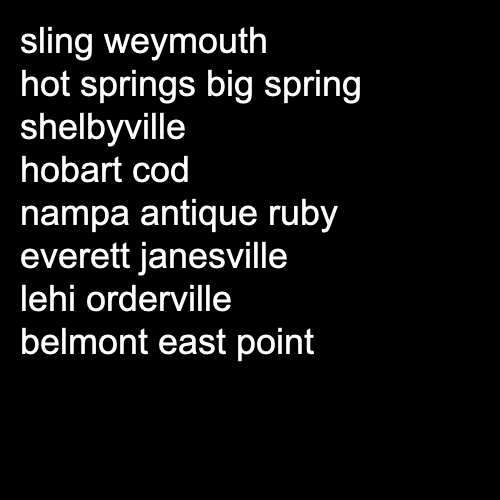 sling weymouth
hot springs big spring
shelbyville
hobart cod
nampa antique ruby
everett janesville
lehi orderville
belmont east point